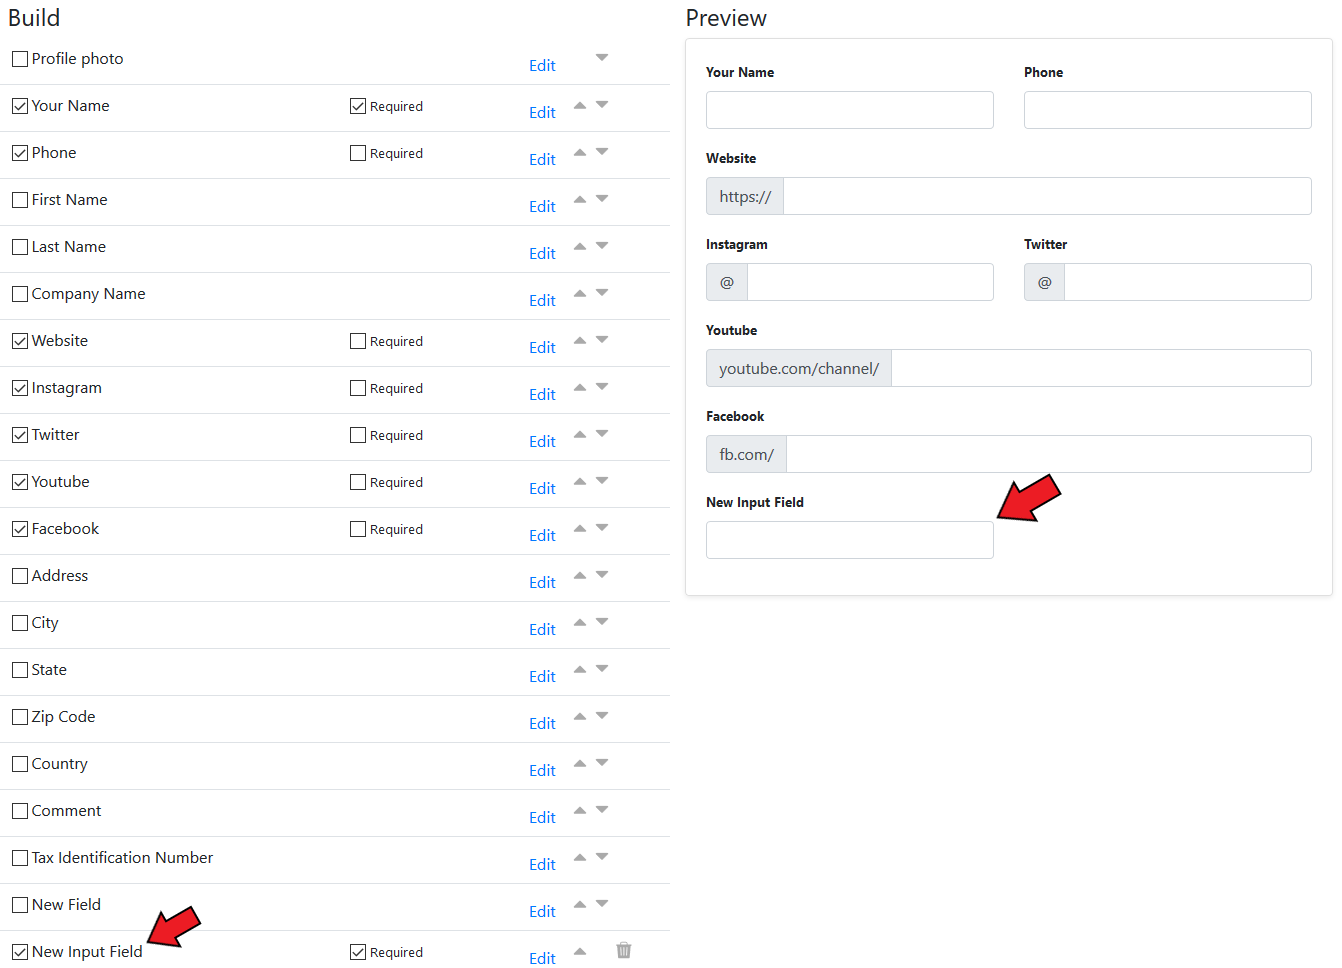 Build
Profile photo Edit
Your Name Required Edit
Phone Required Edit
First Name Edit
Last Name Edit
Company Name Edit
Website Required Edit
Instagram Required Edit
Twitter Required Edit
Youtube Required Edit
Facebook Required Edit
Address Edit
City Edit
State Edit
Zip Code Edit
Country Edit
Comment Edit
Tax Identification Number Edit
New Field Edit
New Input Field Required Edit
Preview
Your Name Phone
Website
https://
Instagram Twitter
@ @
Youtube
youtube.com/channel/
Facebook
fb.com/
New Input Field